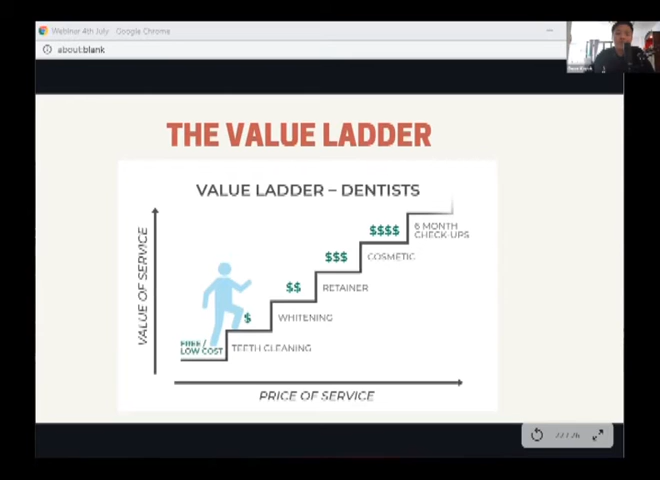 Webinar 4th July - Google Chrome
about:blank
THE VALUE LADDER
VALUE LADDER – DENTISTS
VALUE OF SERVICE
6 MONTH
CHECK-UPS
$$$$
COSMETIC
$$$
RETAINER
$$
WHITENING
$
FREE /
LOW COST
TEETH CLEANING
PRICE OF SERVICE